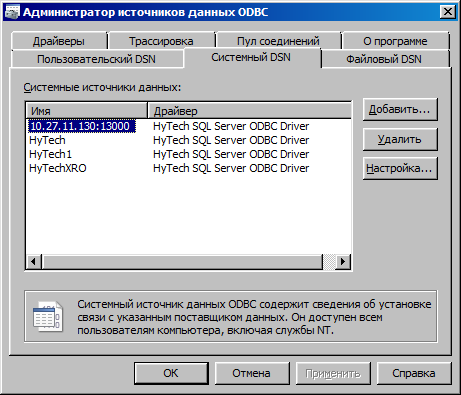 Администратор источников данных ODBC
Драйверы Трассировка Пул соединений О программе
Пользовательский DSN Системный DSN Файловый DSN
Системные источники данных:
Имя Драйвер
10.27.11.130:13000 HyTech SQL Server ODBC Driver
HyTech HyTech SQL Server ODBC Driver
HyTech1 HyTech SQL Server ODBC Driver
HyTechXRO HyTech SQL Server ODBC Driver
Добавить...
Удалить
Настройка...
Системный источник данных ODBC содержит сведения об установке
связи с указанным поставщиком данных. Он доступен всем
пользователям компьютера, включая службы NT.
OK Отмена Применить Справка